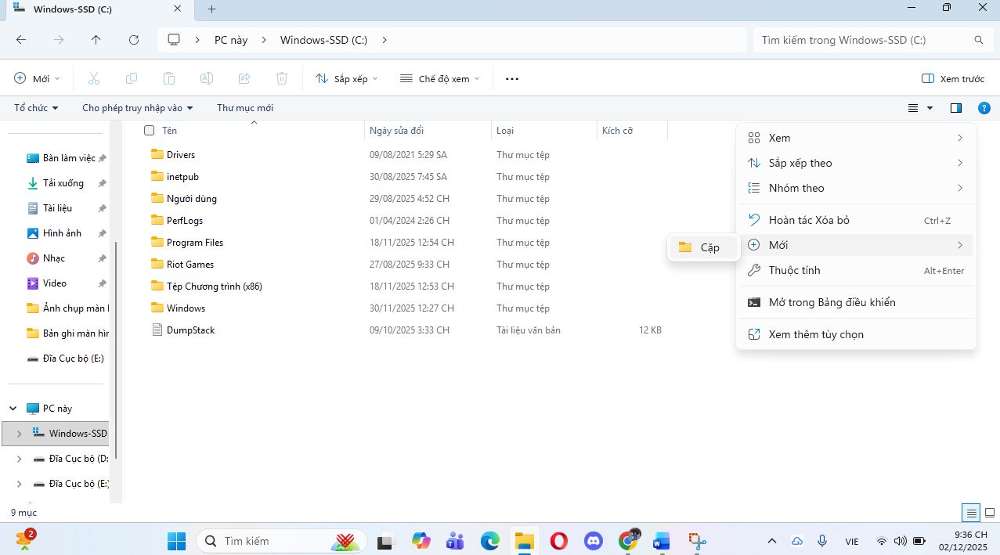 Windows-SSD (C:)
PC này > Windows-SSD (C:) >
Tìm kiếm trong Windows-SSD (C:)
Mới
Sắp xếp
Chế độ xem
Xem trước
Tổ chức
Cho phép truy nhập vào
Thư mục mới
Bàn làm việc
Tải xuống
Tài liệu
Hình ảnh
Nhạc
Video
Ảnh chụp màn
Bản ghi màn hìn
Đĩa Cục bộ (E:)
PC này
Windows-SSD
Đĩa Cục bộ (D:
Đĩa Cục bộ (E:)
Tên Ngày sửa đổi Loại Kích cỡ
Drivers 09/08/2021 5:29 SA Thư mục tệp
inetpub 30/08/2025 7:45 SA Thư mục tệp
Người dùng 29/08/2025 4:52 CH Thư mục tệp
PerfLogs 01/04/2024 2:26 CH Thư mục tệp
Program Files 18/11/2025 12:54 CH Thư mục tệp
Riot Games 27/08/2025 9:33 CH Thư mục tệp
Tệp Chương trình (x86) 18/11/2025 12:53 CH Thư mục tệp
Windows 30/11/2025 12:27 CH Thư mục tệp
DumpStack 09/10/2025 3:33 CH Tài liệu văn bản 12 KB
Xem
Sắp xếp theo
Nhóm theo
Hoàn tác Xóa bỏ Ctrl+Z
Mới
Cặp
Thuộc tính Alt+Enter
Mở trong Bảng điều khiển
Xem thêm tùy chọn
9 mục
2
Tìm kiếm
VIE
9:36 CH
02/12/2025